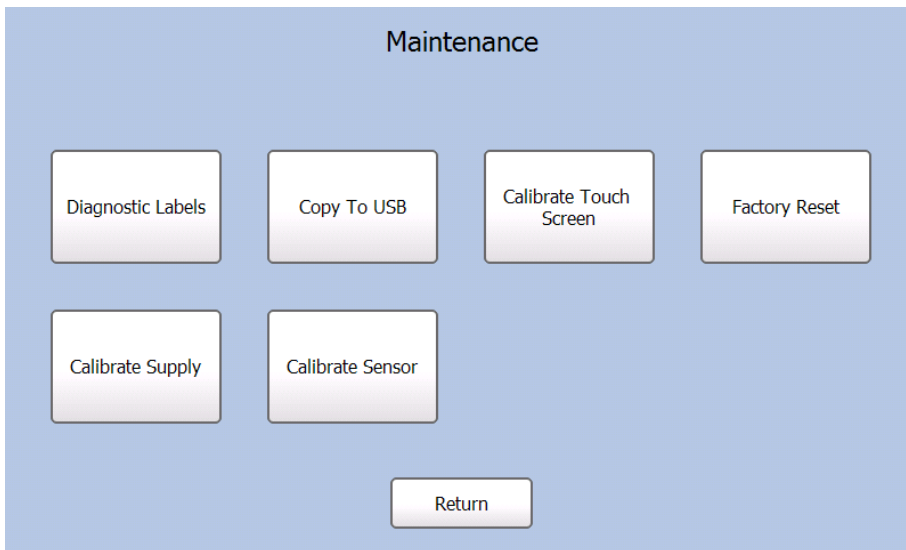 Maintenance
Diagnostic Labels
Copy To USB
Calibrate Touch
Screen
Factory Reset
Calibrate Supply
Calibrate Sensor
Return